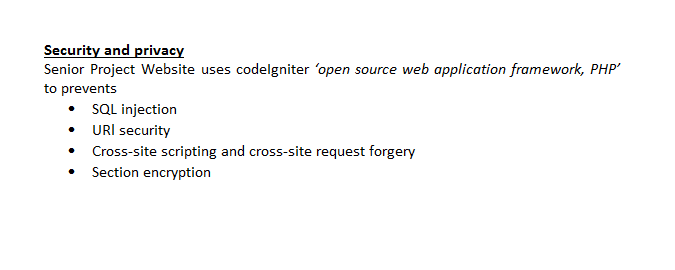 Security and privacy
Senior Project Website uses codeIgniter ‘open source web application framework, PHP’
to prevents
• SQL injection
• URI security
• Cross-site scripting and cross-site request forgery
• Section encryption